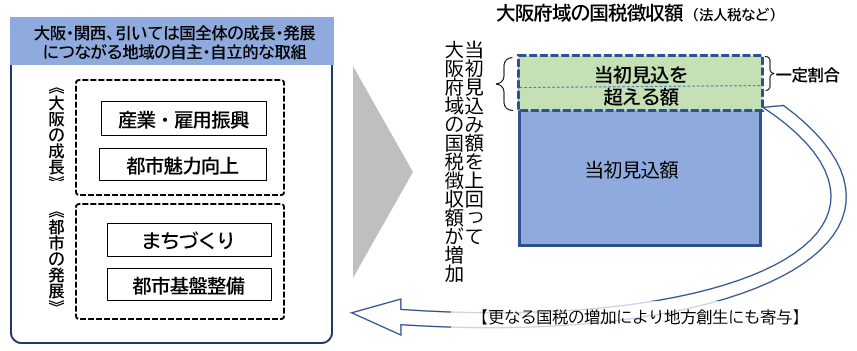 大阪・関西、引いては国全体の成長・発展
につながる地域の自主・自立的な取組
《大阪の成長》
産業・雇用振興
都市魅力向上
《都市の発展》
まちづくり
都市基盤整備
大阪府域の国税徴収額（法人税など）
当初見込み額を上回って
大阪府域の国税徴収額が増加
当初見込を
超える額
一定割合
当初見込額
【更なる国税の増加により地方創生にも寄与】